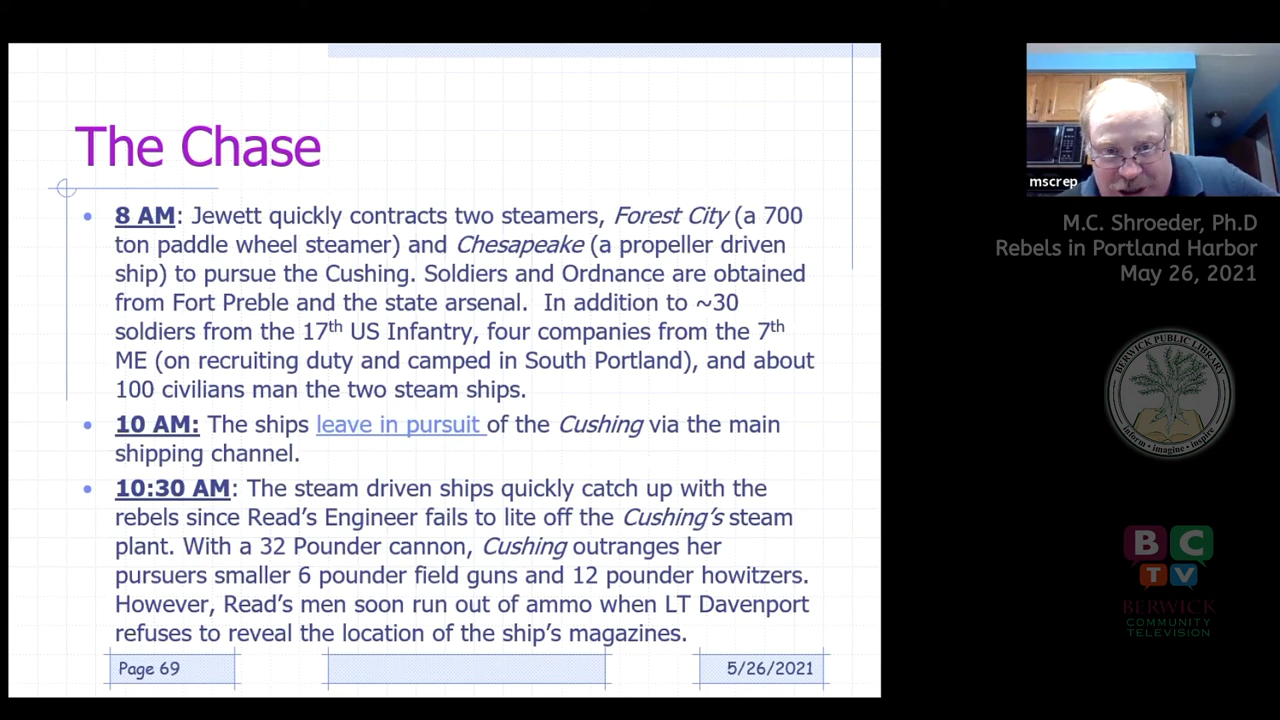 The Chase
8 AM: Jewett quickly contracts two steamers, Forest City (a 700
ton paddle wheel steamer) and Chesapeake (a propeller driven
ship) to pursue the Cushing. Soldiers and Ordnance are obtained
from Fort Preble and the state arsenal.  In addition to ~30
soldiers from the 17th US Infantry, four companies from the 7th
ME (on recruiting duty and camped in South Portland), and about
100 civilians man the two steam ships.
10 AM: The ships leave in pursuit of the Cushing via the main
shipping channel.
10:30 AM: The steam driven ships quickly catch up with the
rebels since Read's Engineer fails to lite off the Cushing's steam
plant. With a 32 Pounder cannon, Cushing outranges her
pursuers smaller 6 pounder field guns and 12 pounder howitzers.
However, Read's men soon run out of ammo when LT Davenport
refuses to reveal the location of the ship's magazines.
Page 69
5/26/2021
mscrep
M.C. Shroeder, Ph.D
Rebels in Portland Harbor
May 26, 2021
BERWICK PUBLIC LIBRARY
inform • imagine • inspire
B C
T V
BERWICK
COMMUNITY
TELEVISION